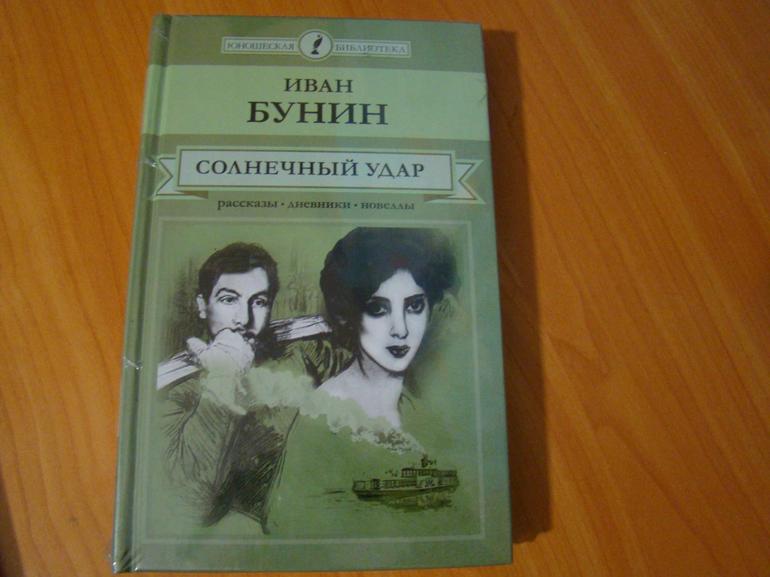 ЮНОШЕСКАЯ БИБЛИОТЕКА
ИВАН
БУНИН
СОЛНЕЧНЫЙ УДАР
рассказы • дневники • новеллы